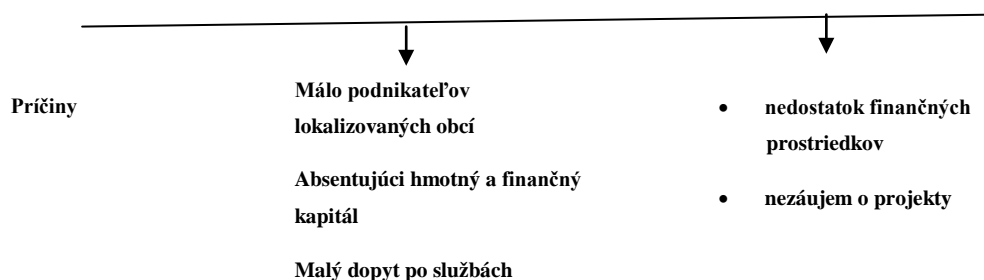 Príčiny
Málo podnikateľov
lokalizovaných obcí
Absentujúci hmotný a finančný
kapitál
Malý dopyt po službách
• nedostatok finančných
prostriedkov
• nezáujem o projekty